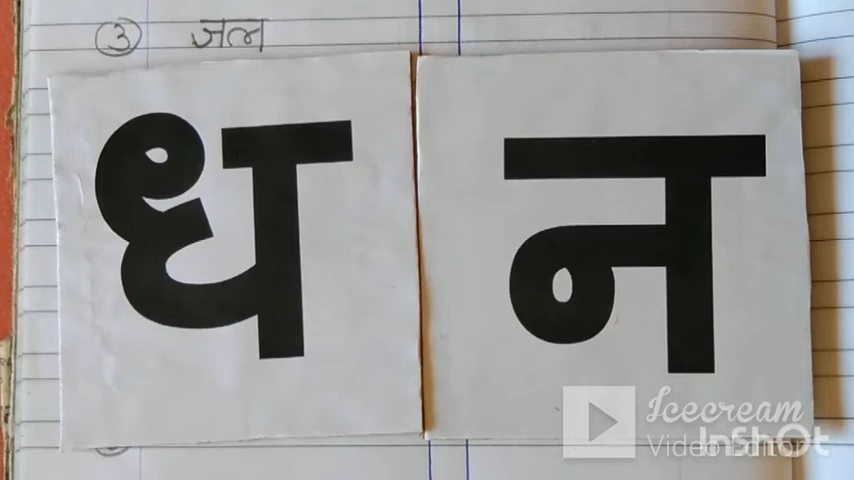 ③ जल
ध न
Icecream
Video Editor
InShOt